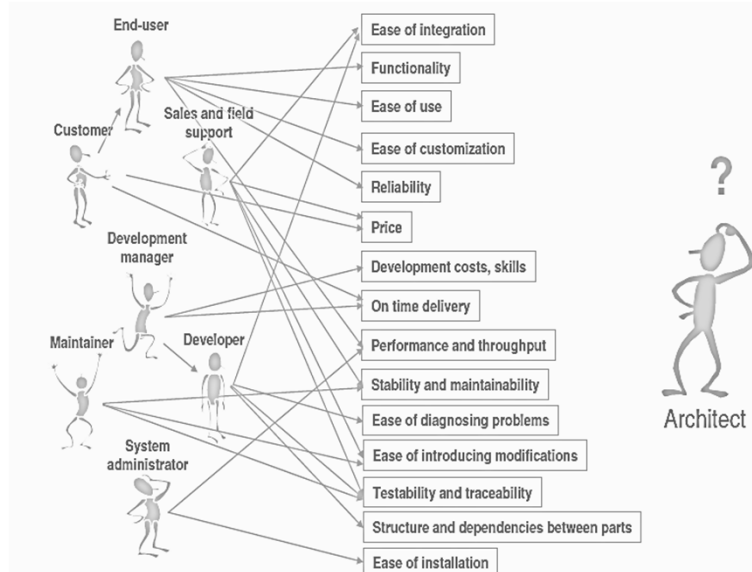 End-user
Customer
Sales and field
support
Development
manager
Maintainer
Developer
System
administrator
Ease of integration
Functionality
Ease of use
Ease of customization
Reliability
Price
Development costs, skills
On time delivery
Performance and throughput
Stability and maintainability
Ease of diagnosing problems
Ease of introducing modifications
Testability and traceability
Structure and dependencies between parts
Ease of installation
?
Architect